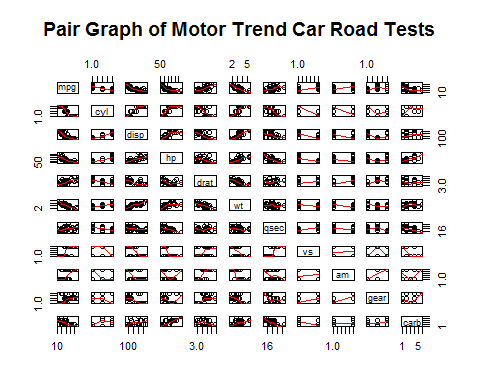 Pair Graph of Motor Trend Car Road Tests
1.0 50 2 5 1.0 1.0
mpg 10
1.0 cyl
disp 100
50 hp
drat 3.0
2 wt
qsec 16
1.0 vs
am 1.0
1.0 gear
carb 1
10 100 3.0 16 1.0 1 5